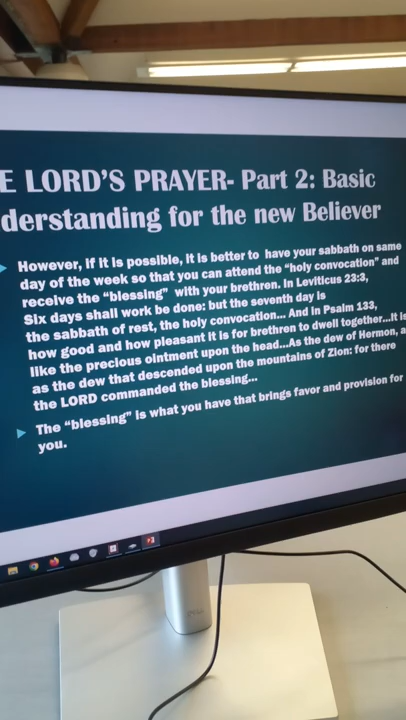 E LORD'S PRAYER- Part 2: Basic
derstanding for the new Believer
However, if it is possible, it is better to have your sabbath on same
day of the week so that you can attend the "holy convocation" and
receive the "blessing" with your brethren. In Leviticus 23:3,
Six days shall work be done: but the seventh day is
the sabbath of rest, the holy convocation... And in Psalm 133,
how good and how pleasant it is for brethren to dwell together...It is
like the precious ointment upon the head...As the dew of Hermon, a
as the dew that descended upon the mountains of Zion: for there
the LORD commanded the blessing...
The "blessing" is what you have that brings favor and provision for
you.
DELL